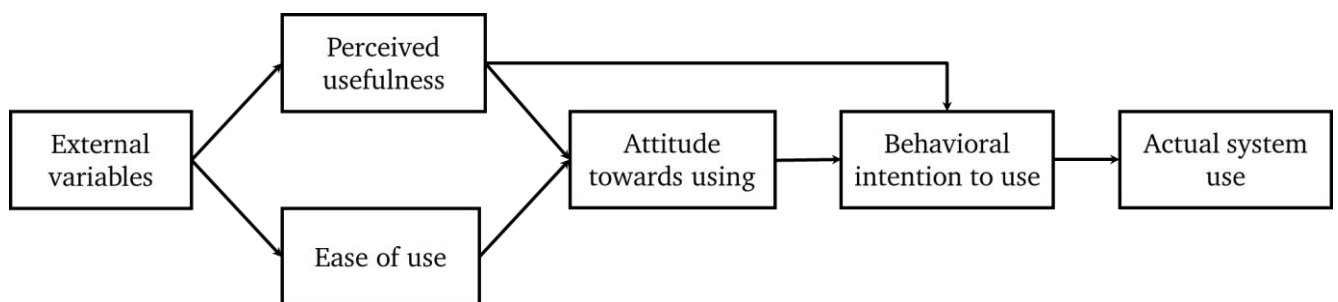 External
variables
Perceived
usefulness
Ease of use
Attitude
towards using
Behavioral
intention to use
Actual system
use